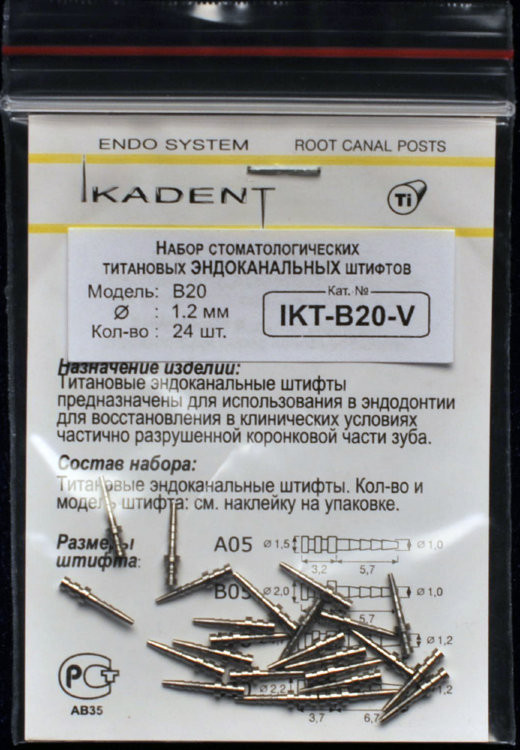 ENDO SYSTEM ROOT CANAL POSTS
IKADENT Ti
НАБОР СТОМАТОЛОГИЧЕСКИХ
ТИТАНОВЫХ ЭНДОКАНАЛЬНЫХ ШТИФТОВ
Модель: B20 Кат. №
Ø : 1.2 мм IKT-B20-V
Кол-во : 24 шт.
Назначение изделий:
Титановые эндоканальные штифты
предназначены для использования в эндодонтии
для восстановления в клинических условиях
частично разрушенной коронковой части зуба.
Состав набора:
Титановые эндоканальные штифты. Кол-во и
модель штифта: см. наклейку на упаковке.
Размеры
штифта:
A05 Ø 1,5 Ø 1,0
3,2 5,7
B05 Ø 2,0 Ø 1,0
5,7
Ø 1,2
Ø 2,2 1,2
3,7 6,7
РСТ
АВ35